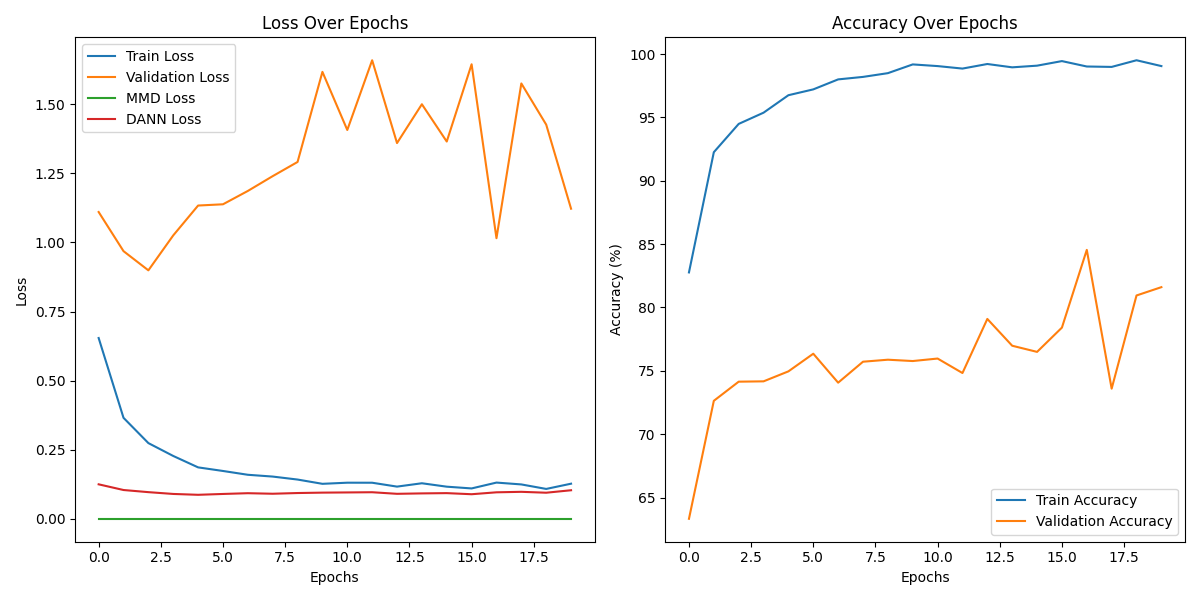 Loss Over Epochs
Train Loss
Validation Loss
MMD Loss
DANN Loss
1.50
1.25
1.00
0.75
0.50
0.25
0.00
Loss
0.0 2.5 5.0 7.5 10.0 12.5 15.0 17.5
Epochs
Accuracy Over Epochs
100
95
90
85
80
75
70
65
Accuracy (%)
Train Accuracy
Validation Accuracy
0.0 2.5 5.0 7.5 10.0 12.5 15.0 17.5
Epochs